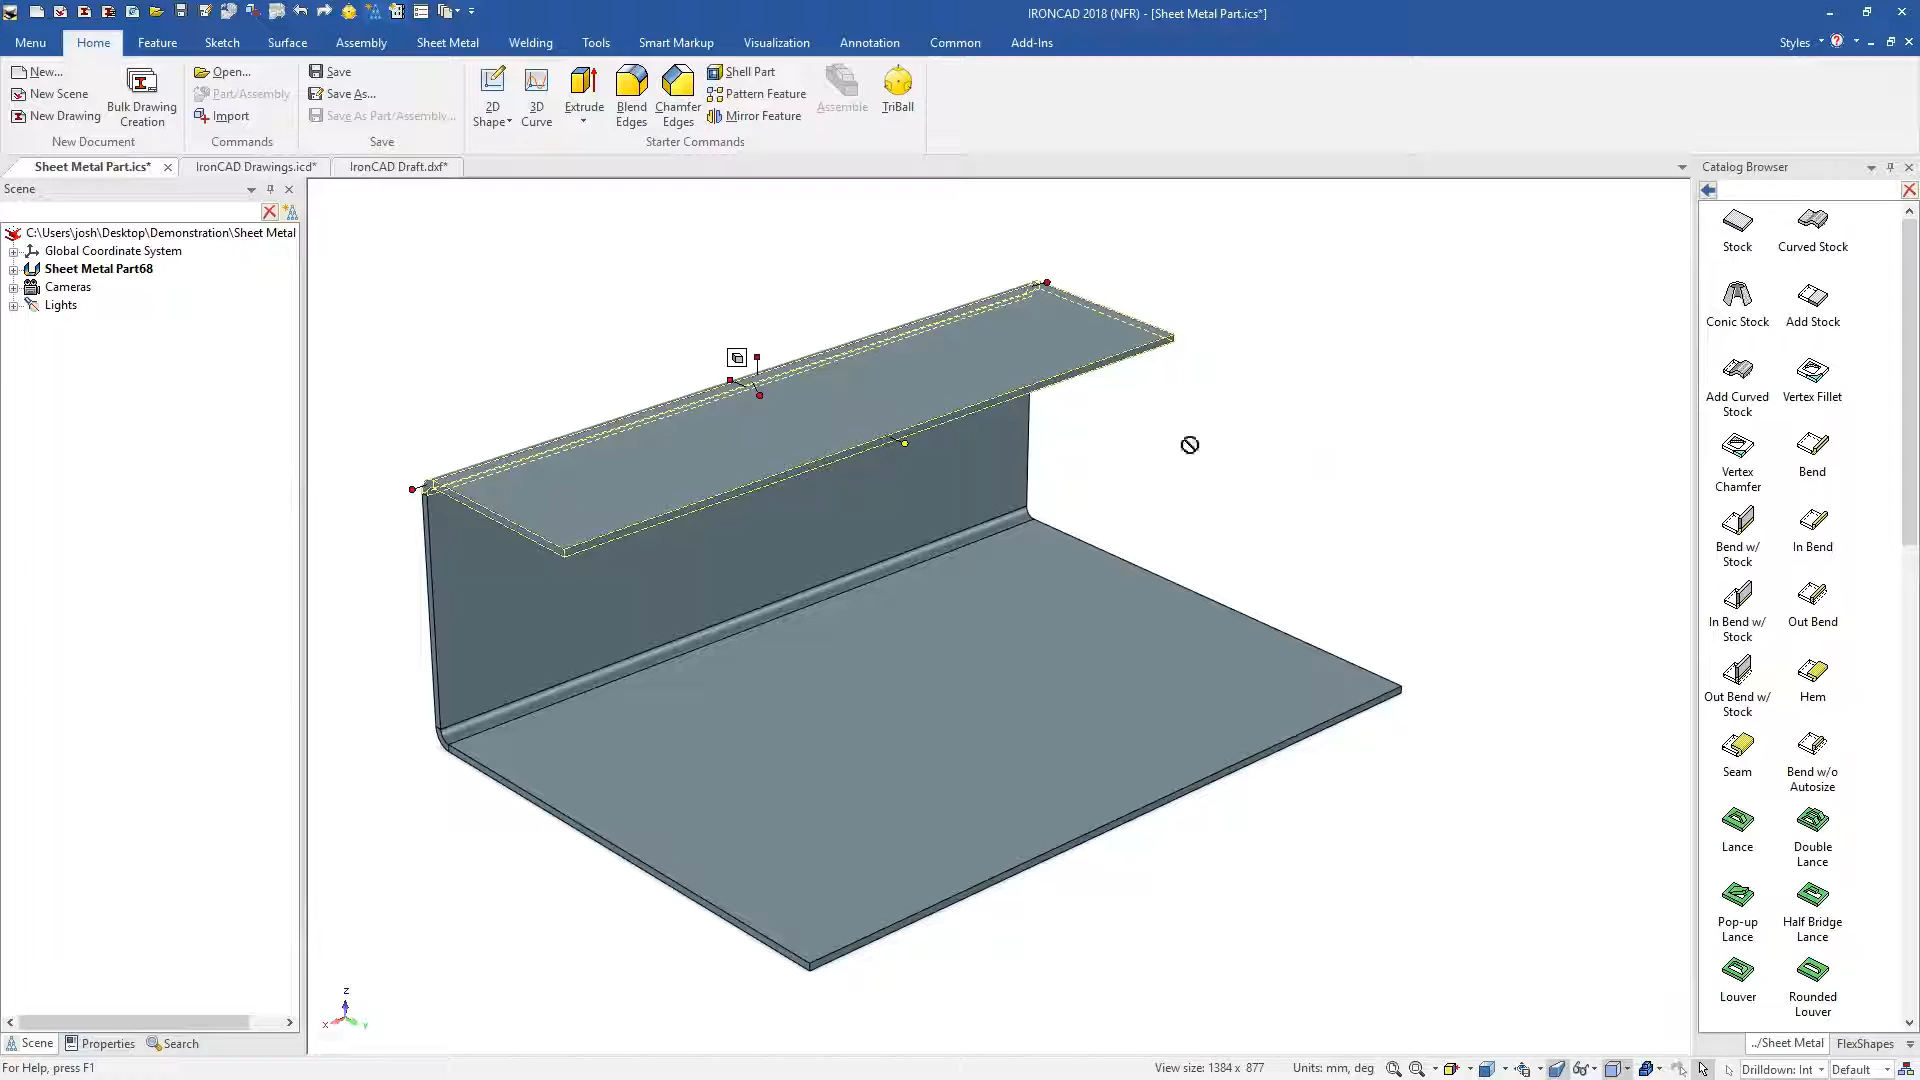 IRONCAD 2018 (NFR) - [Sheet Metal Part.ics*]
Menu Home Feature Sketch Surface Assembly Sheet Metal Welding Tools Smart Markup Visualization Annotation Common Add-Ins Styles
New...
New Scene
New Drawing
Bulk Drawing
Creation
New Document
Open...
Part/Assembly
Import
Commands
Save
Save As...
Save As Part/Assembly...
Save
2D
Shape
3D
Curve
Extrude
Blend
Edges
Chamfer
Edges
Shell Part
Pattern Feature
Mirror Feature
Assemble
TriBall
Starter Commands
Sheet Metal Part.ics*
IronCAD Drawings.icd*
IronCAD Draft.dxf*
Scene
C:\Users\josh\Desktop\Demonstration\Sheet Metal
Global Coordinate System
Sheet Metal Part68
Cameras
Lights
z
x
y
Catalog Browser
Stock
Curved Stock
Conic Stock
Add Stock
Add Curved
Stock
Vertex Fillet
Vertex
Chamfer
Bend
Bend w/
Stock
In Bend
In Bend w/
Stock
Out Bend
Out Bend w/
Stock
Hem
Seam
Bend w/o
Autosize
Lance
Double
Lance
Pop-up
Lance
Half Bridge
Lance
Louver
Rounded
Louver
Scene
Properties
Search
../Sheet Metal
FlexShapes
For Help, press F1
View size: 1384 x 877
Units: mm, deg
Drilldown: Int
Default